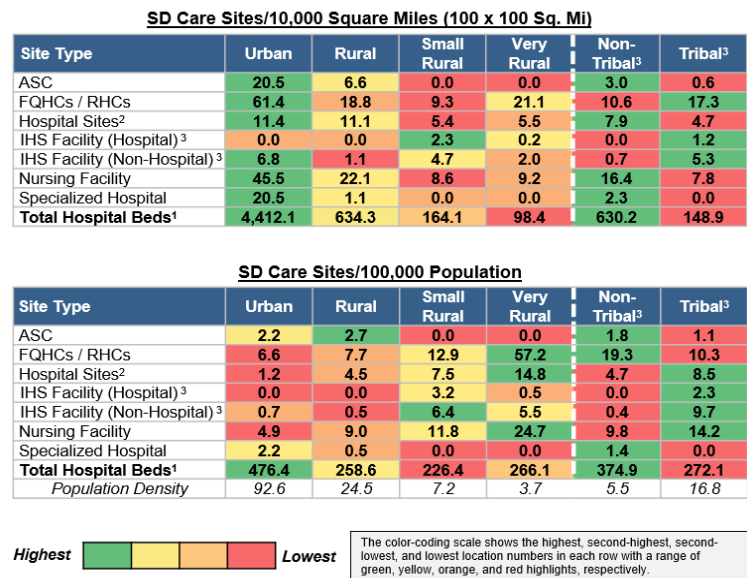 SD Care Sites/10,000 Square Miles (100 x 100 Sq. Mi)
Site Type Urban Rural Small Rural Very Rural Non-Tribal³ Tribal³
ASC 20.5 6.6 0.0 0.0 3.0 0.6
FQHCs / RHCs 61.4 18.8 9.3 21.1 10.6 17.3
Hospital Sites² 11.4 11.1 5.4 5.5 7.9 4.7
IHS Facility (Hospital) ³ 0.0 0.0 2.3 0.2 0.0 1.2
IHS Facility (Non-Hospital) ³ 6.8 1.1 4.7 2.0 0.7 5.3
Nursing Facility 45.5 22.1 8.6 9.2 16.4 7.8
Specialized Hospital 20.5 1.1 0.0 0.0 2.3 0.0
Total Hospital Beds¹ 4,412.1 634.3 164.1 98.4 630.2 148.9
SD Care Sites/100,000 Population
Site Type Urban Rural Small Rural Very Rural Non-Tribal³ Tribal³
ASC 2.2 2.7 0.0 0.0 1.8 1.1
FQHCs / RHCs 6.6 7.7 12.9 57.2 19.3 10.3
Hospital Sites² 1.2 4.5 7.5 14.8 4.7 8.5
IHS Facility (Hospital) ³ 0.0 0.0 3.2 0.5 0.0 2.3
IHS Facility (Non-Hospital) ³ 0.7 0.5 6.4 5.5 0.4 9.7
Nursing Facility 4.9 9.0 11.8 24.7 9.8 14.2
Specialized Hospital 2.2 0.5 0.0 0.0 1.4 0.0
Total Hospital Beds¹ 476.4 258.6 226.4 266.1 374.9 272.1
Population Density 92.6 24.5 7.2 3.7 5.5 16.8
Highest Lowest
The color-coding scale shows the highest, second-highest, second-
lowest, and lowest location numbers in each row with a range of
green, yellow, orange, and red highlights, respectively.